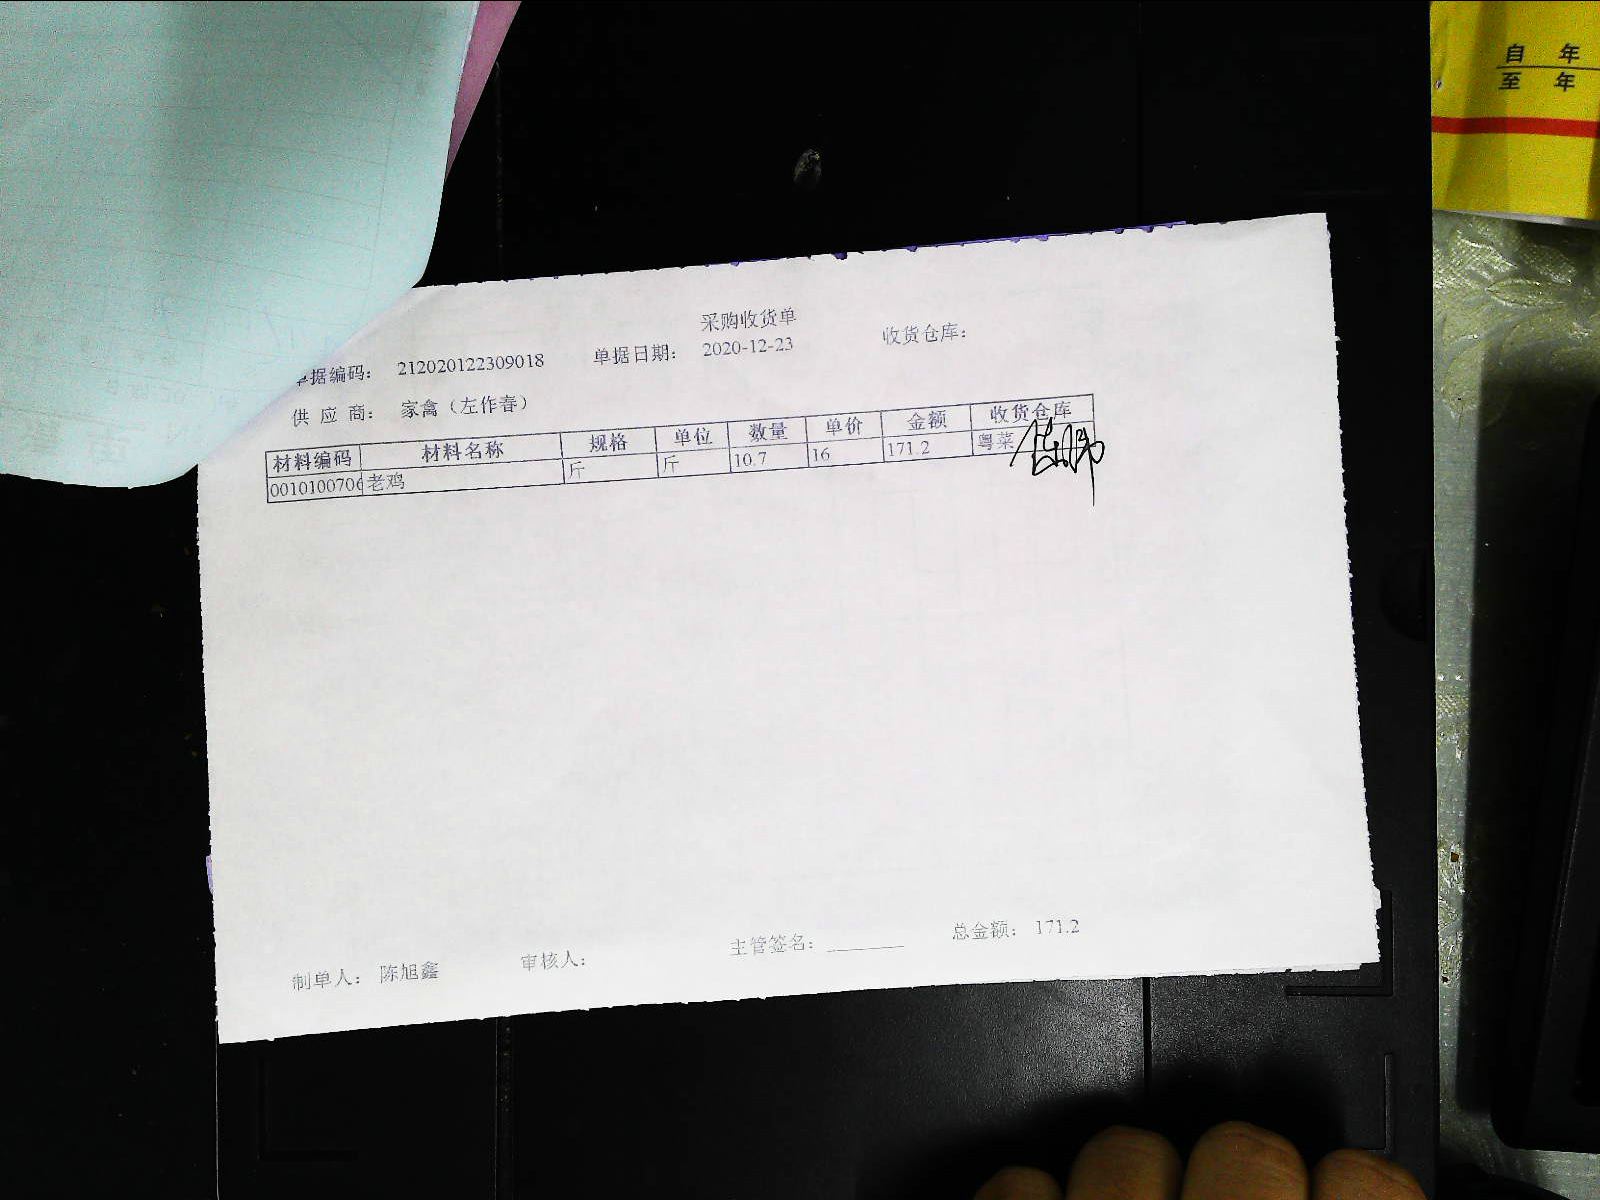 自 年
至 年
采购收货单
单据编码： 212020122309018 单据日期： 2020-12-23 收货仓库：
供 应 商： 家禽（左作春）
材料编码 材料名称 规格 单位 数量 单价 金额 收货仓库
0010100706 老鸡 斤 斤 10.7 16 171.2 粤菜
制单人： 陈旭鑫 审核人： 主管签名： 总金额： 171.2